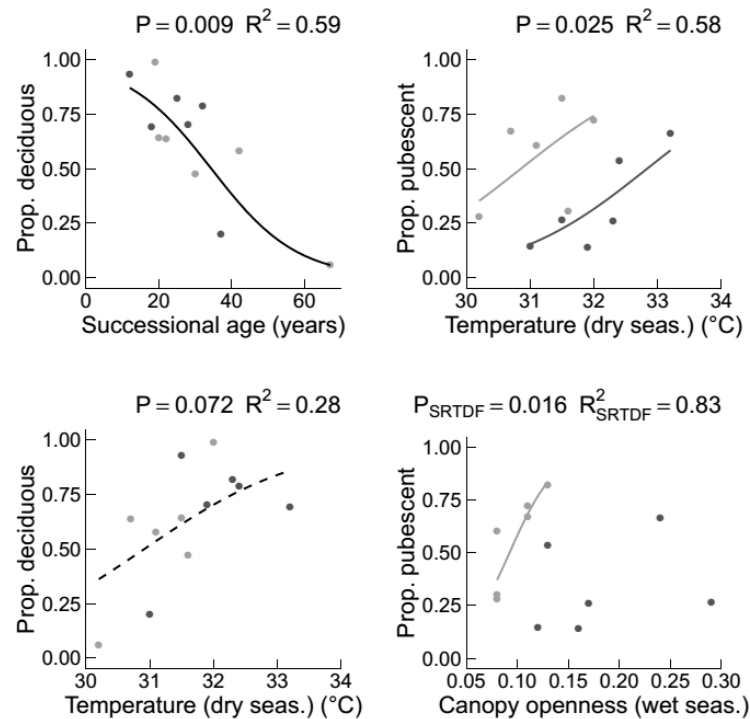 P = 0.009 R² = 0.59
Prop. deciduous
1.00
0.75
0.50
0.25
0.00
0 20 40 60
Successional age (years)
P = 0.025 R² = 0.58
Prop. pubescent
1.00
0.75
0.50
0.25
0.00
30 31 32 33 34
Temperature (dry seas.) (°C)
P = 0.072 R² = 0.28
Prop. deciduous
1.00
0.75
0.50
0.25
0.00
30 31 32 33 34
Temperature (dry seas.) (°C)
P_SRTDF = 0.016 R²_SRTDF = 0.83
Prop. pubescent
1.00
0.75
0.50
0.25
0.00
0.05 0.10 0.15 0.20 0.25 0.30
Canopy openness (wet seas.)